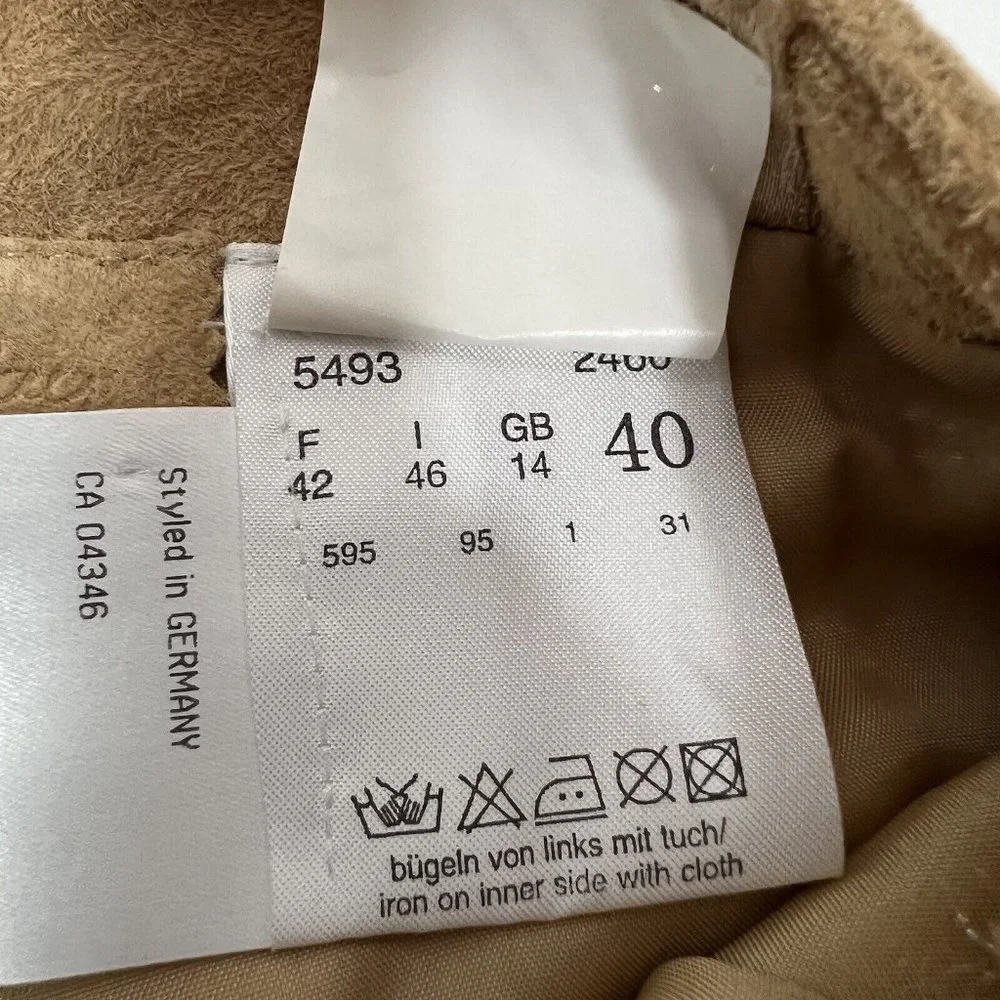 5493
F I GB 40
42 46 14
595 95 1 31
bügeln von links mit tuch/
iron on inner side with cloth
Styled in GERMANY
CA 04346